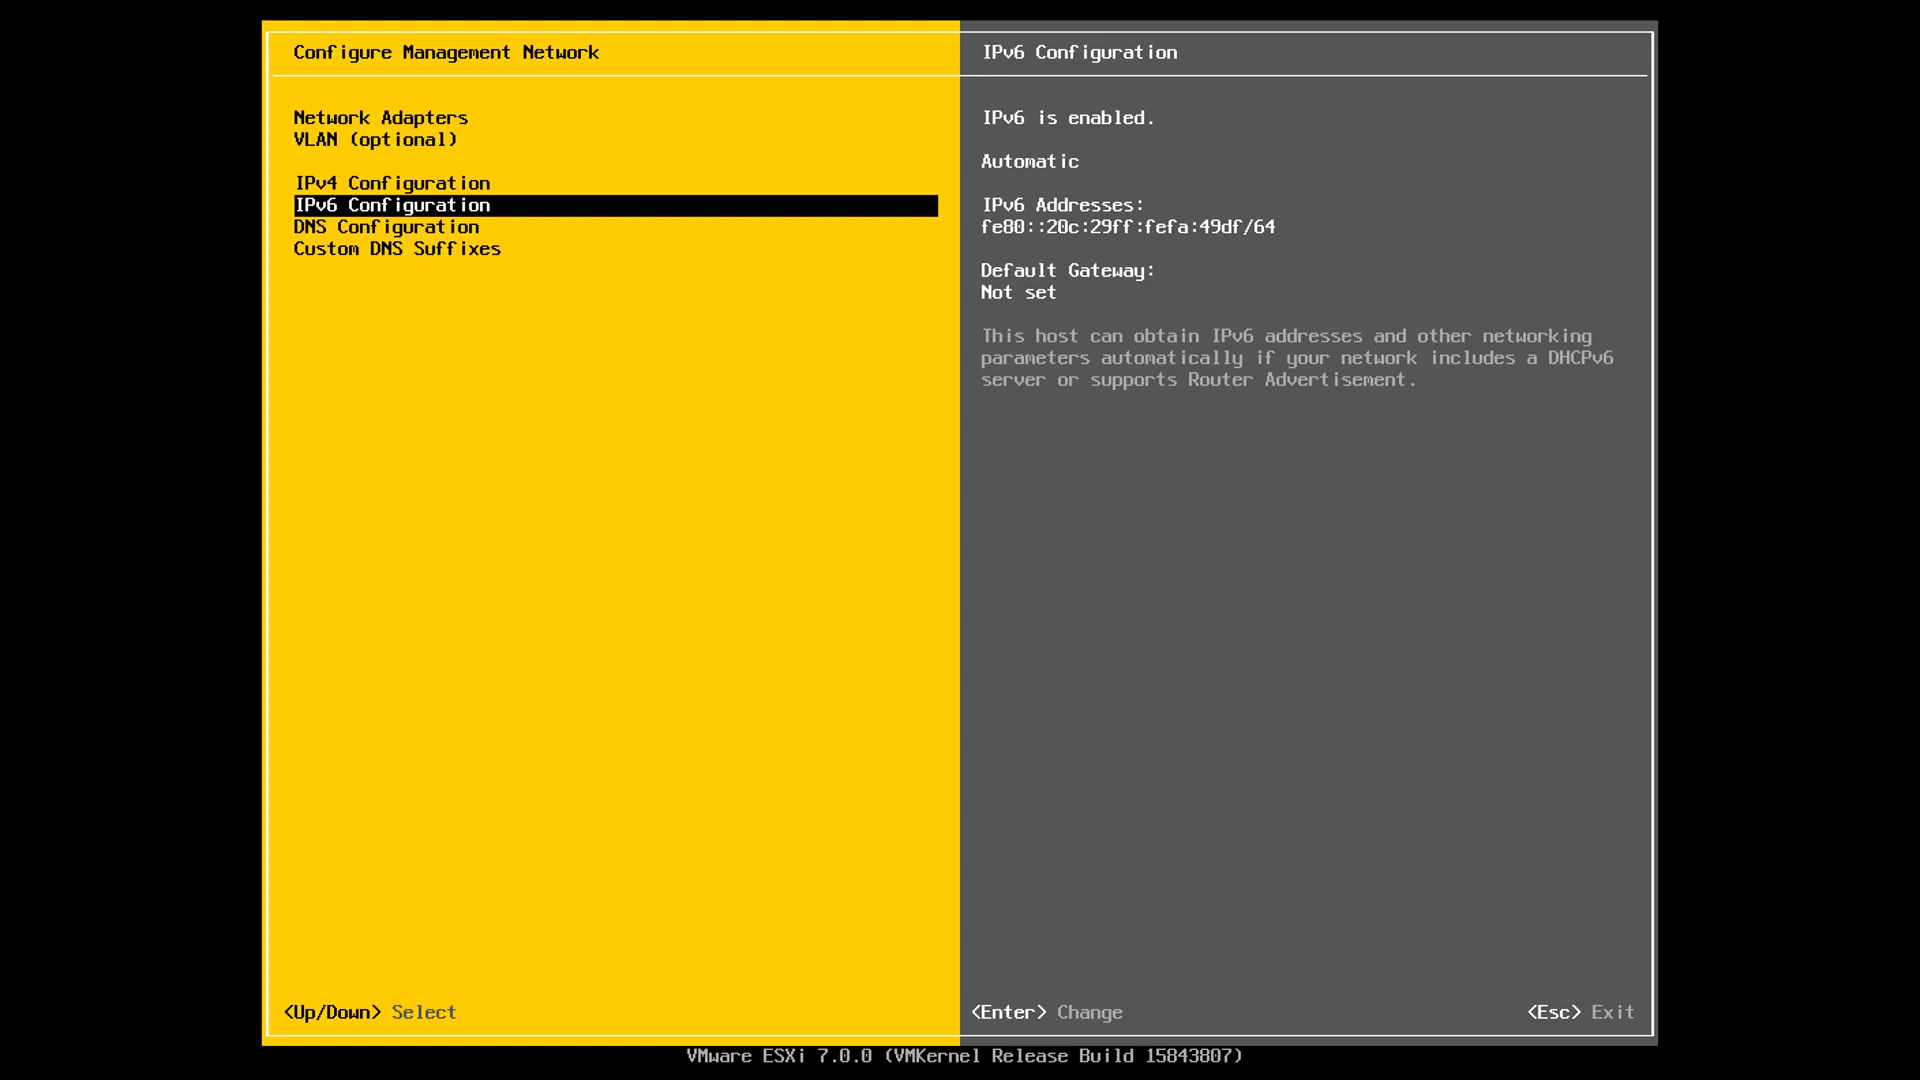 Configure Management Network
Network Adapters
VLAN (optional)
IPv4 Configuration
IPv6 Configuration
DNS Configuration
Custom DNS Suffixes
<Up/Down> Select
IPv6 Configuration
IPv6 is enabled.
Automatic
IPv6 Addresses:
fe80::20c:29ff:fefa:49df/64
Default Gateway:
Not set
This host can obtain IPv6 addresses and other networking
parameters automatically if your network includes a DHCPv6
server or supports Router Advertisement.
<Enter> Change
<Esc> Exit
VMware ESXi 7.0.0 (VMKernel Release Build 15843807)